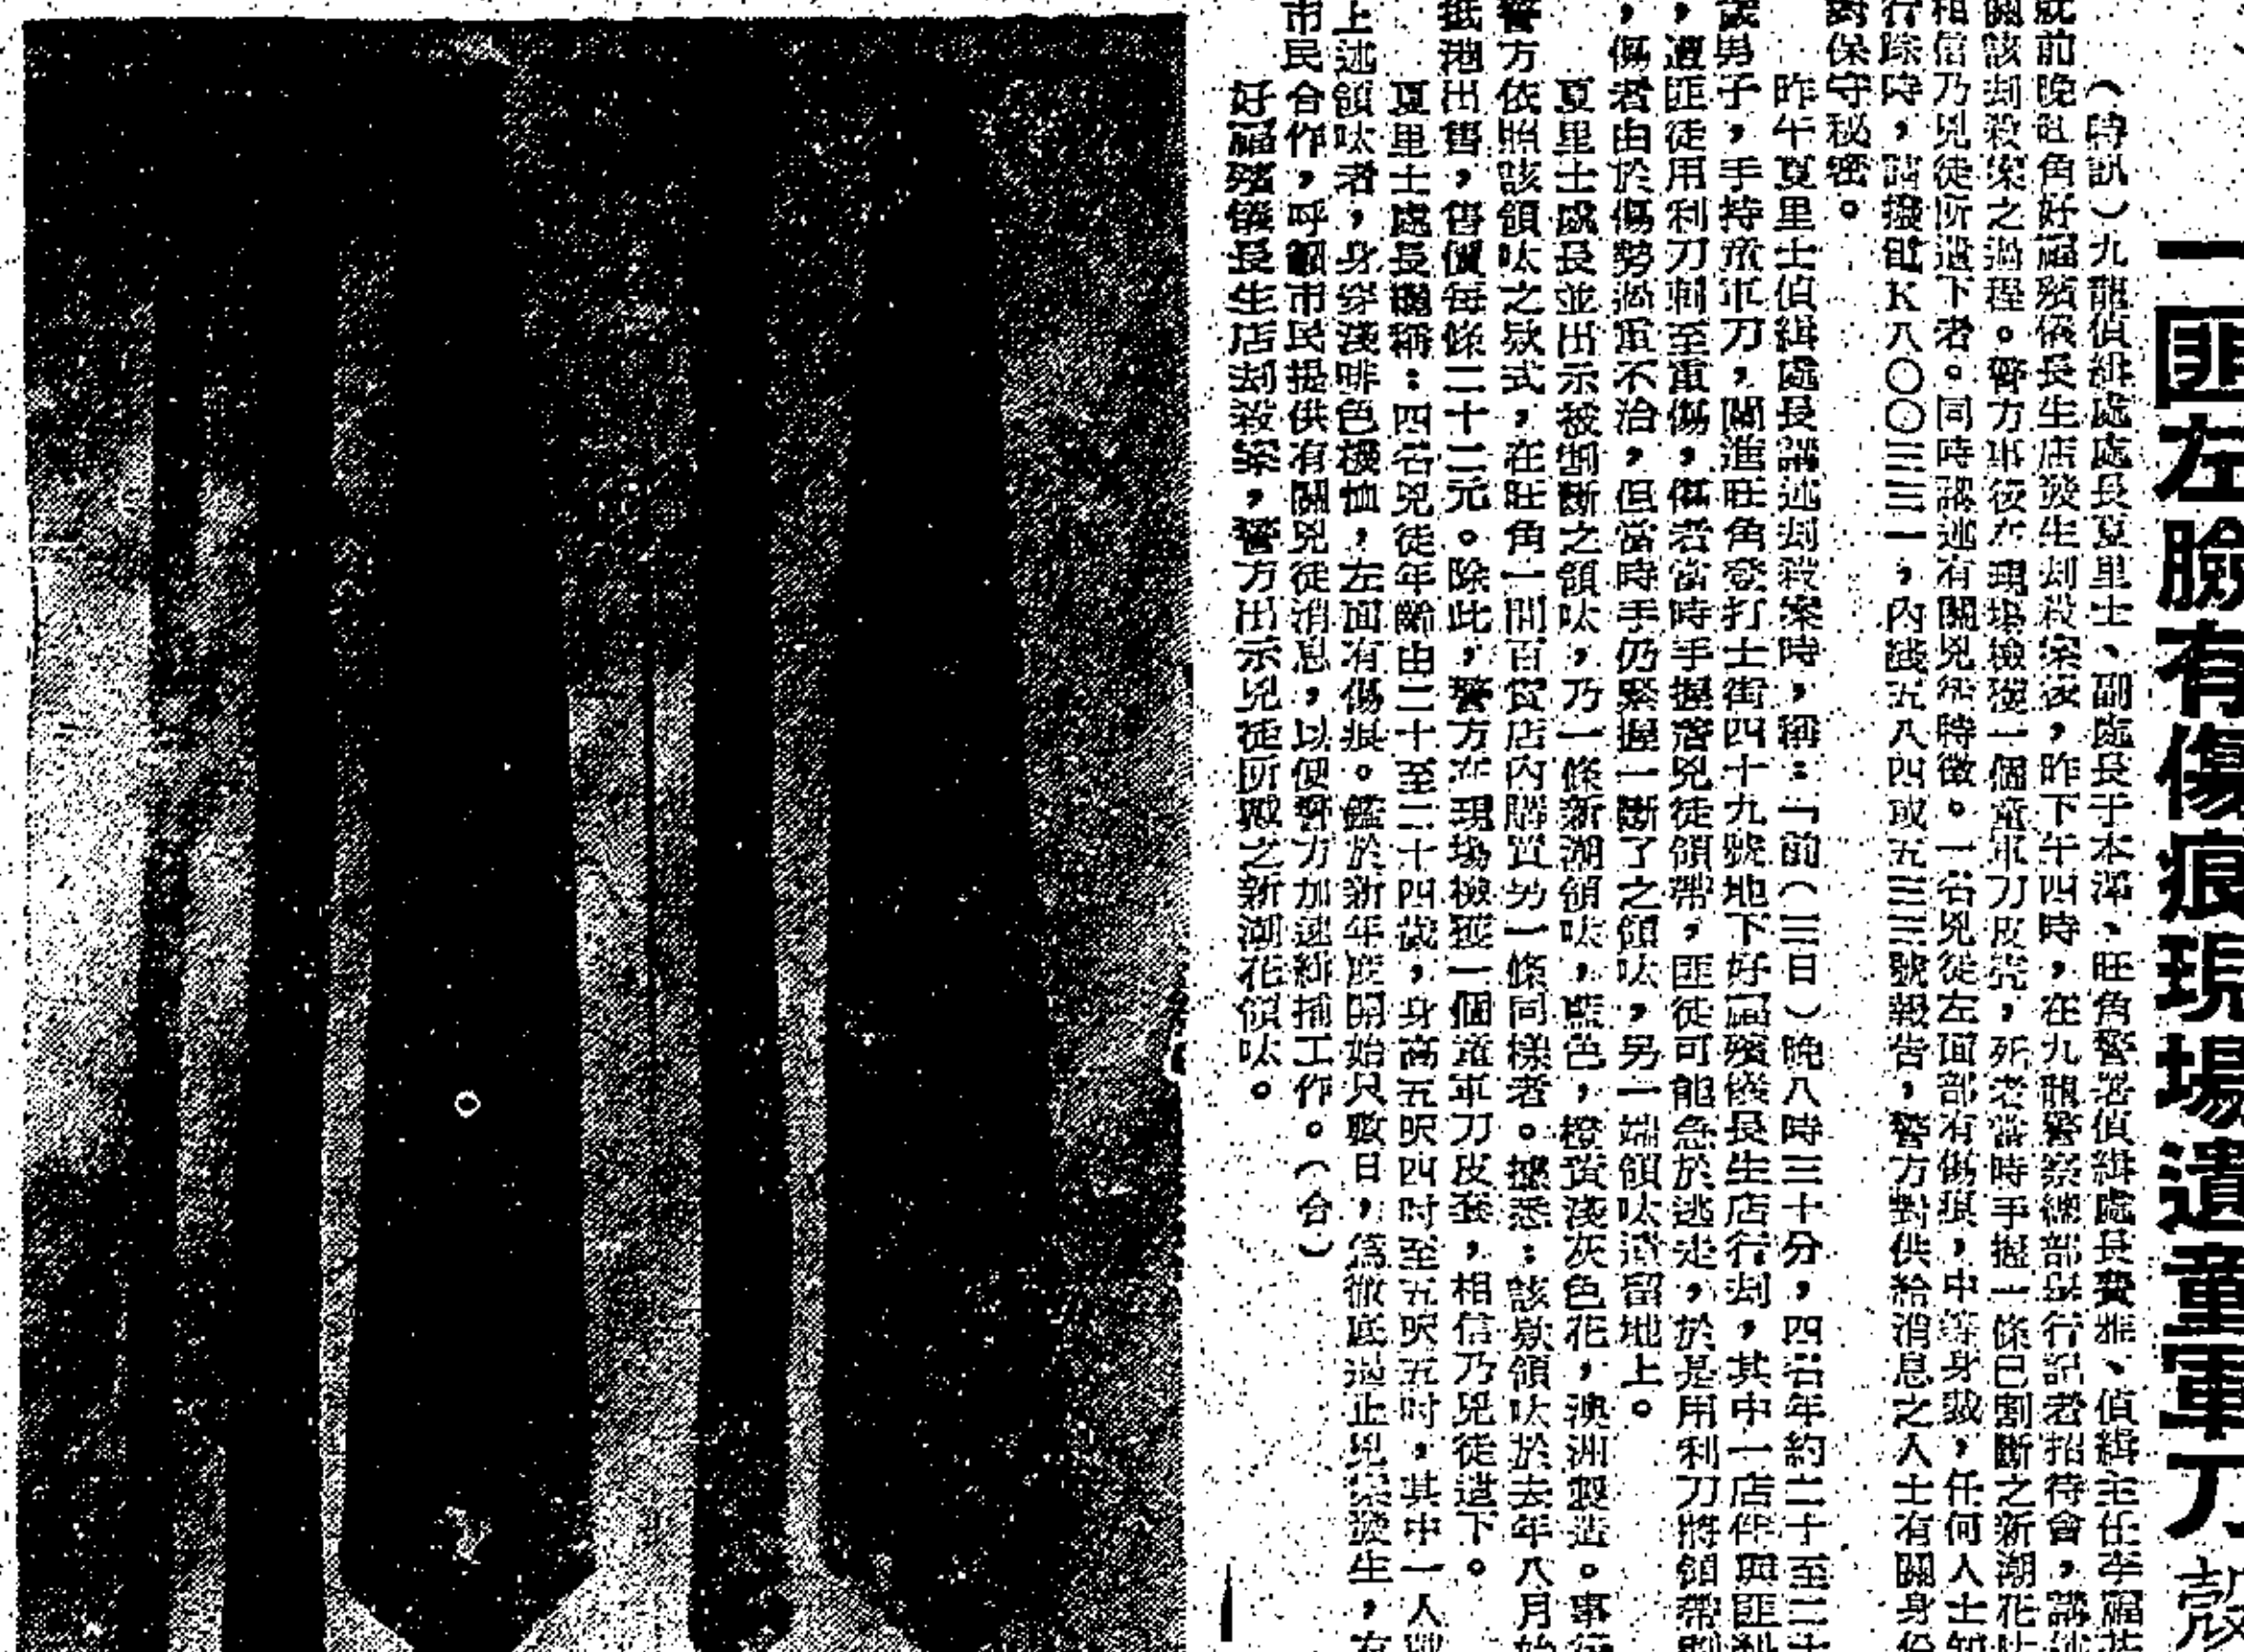 一匪左臉有傷痕現場遺童軍刀殼
(特訊)九龍偵緝處處長夏里士、副處長于本澤、旺角警署偵緝處長費雅、偵緝主任李福基
就前晚旺角好福殯儀長生店發生刦殺案後,昨下午四時,在九龍警察總部舉行記者招待會,講
關該刦殺案之過程。警方事後在現場檢獲一個童軍刀皮殼,死者當時手握一條已割斷之新潮花
相信乃兇徒所遺下者。同時講述有關兇徒特徵。一名兇徒左面部有傷痕,中等身裁,任何人士知
行踪時,請撥電K八〇〇三三一,內綫五八四或五三三號報告,警方對供給消息之人士有關身份
對保守秘密。
昨午夏里士偵緝處長講述刦殺案時,稱:「前(三日)晚八時三十分,四名年約二十至二十
歲男子,手持童軍刀,闖進旺角登打士街四十九號地下好福殯儀長生店行刦,其中一店伴與匪
,遭匪徒用利刀刺至重傷,傷者當時手握著兇徒領帶,匪徒可能急於逃走,於是用利刀將領帶割
,傷者由於傷勢過重不治,但當時手仍緊握一斷了之領呔,另一端領呔遺留地上。
夏里士處長並出示被割斷之領呔,乃一條新潮領呔,藍色,橙黃淺灰色花,澳洲製造。事
警方依照該領呔之欵式,在旺角一間百貨店內購買另一條同樣者。據悉:該欵領呔於去年八月始
抵港出售,售價每條二十二元。除此,警方在現場檢獲一個童軍刀皮套,相信乃兇徒遺下。
夏里士處長續稱:四名兇徒年齡由二十至二十四歲,身高五呎四吋至五呎五吋,其中一人
上述領呔者,身穿淺啡色機恤,左面有傷痕。鑑於新年度開始只數日,為徹底遏止兇案發生,有
市民合作,呼籲市民提供有關兇徒消息,以便警方加速緝捕工作。(合)
好福殯儀長生店刦殺案,警方出示兇徒所戴之新潮花領呔。